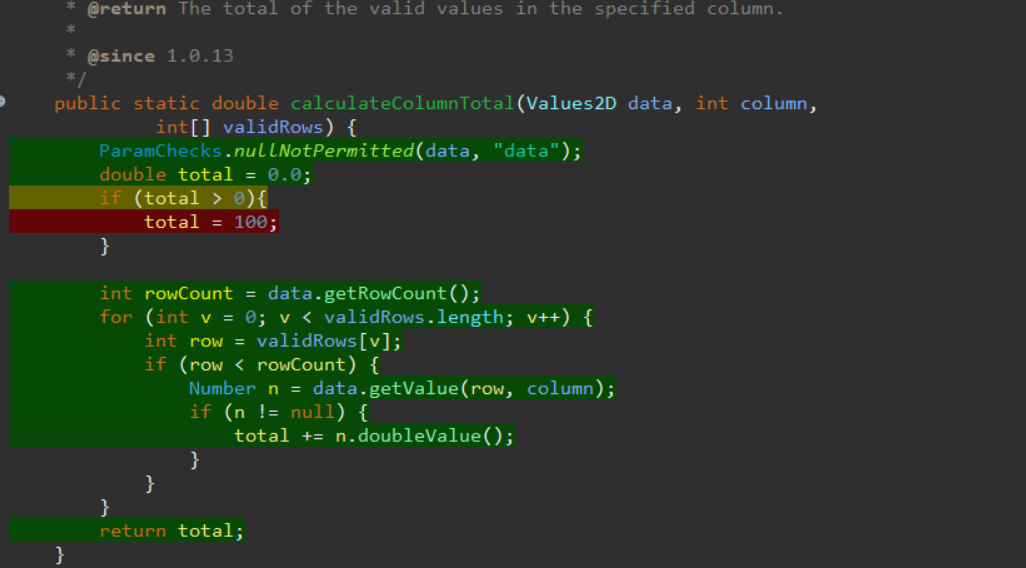 * @return The total of the valid values in the specified column.
*
* @since 1.0.13
*/
public static double calculateColumnTotal(Values2D data, int column,
int[] validRows) {
ParamChecks.nullNotPermitted(data, "data");
double total = 0.0;
if (total > 0){
total = 100;
}
int rowCount = data.getRowCount();
for (int v = 0; v < validRows.length; v++) {
int row = validRows[v];
if (row < rowCount) {
Number n = data.getValue(row, column);
if (n != null) {
total += n.doubleValue();
}
}
}
return total;
}